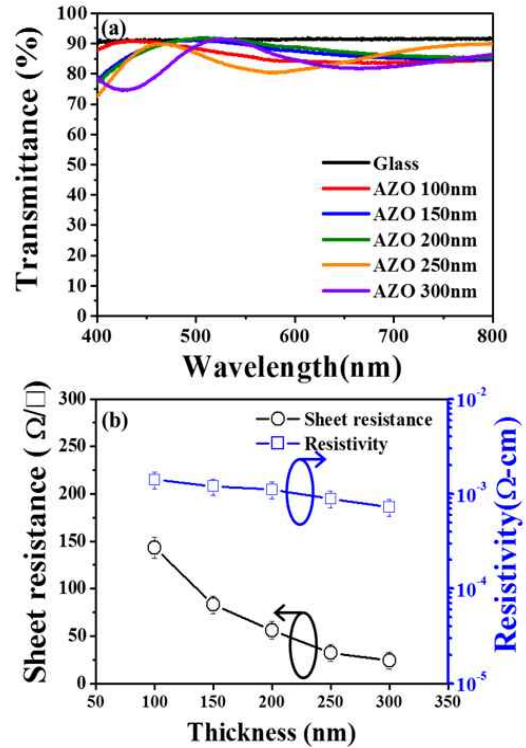 (a)
Transmittance (%)
100
90
80
70
60
50
40
30
20
10
0
Glass
AZO 100nm
AZO 150nm
AZO 200nm
AZO 250nm
AZO 300nm
400 500 600 700 800
Wavelength(nm)
(b)
Sheet resistance ( Ω/□)
300
250
200
150
100
50
0
Sheet resistance
Resistivity
10⁻²
10⁻³
10⁻⁴
10⁻⁵
Resistivity(Ω-cm)
50 100 150 200 250 300 350
Thickness (nm)